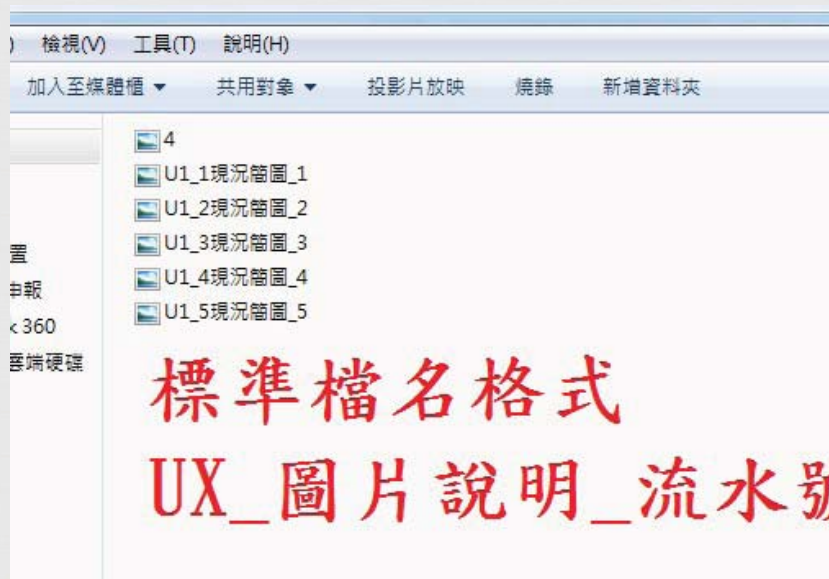 ) 檢視(V) 工具(T) 說明(H)
加入至媒體櫃 共用對象 投影片放映 燒錄 新增資料夾
4
U1_1現況簡圖_1
U1_2現況簡圖_2
置
U1_3現況簡圖_3
申報
U1_4現況簡圖_4
k 360
U1_5現況簡圖_5
雲端硬碟
標準檔名格式
UX_圖片說明_流水號